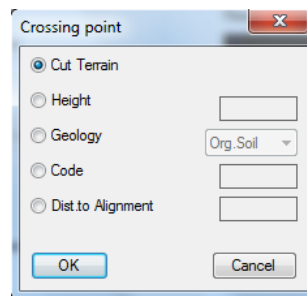 Crossing point
Cut Terrain
Height
Geology
Org.Soil
Code
Dist.to Alignment
OK
Cancel